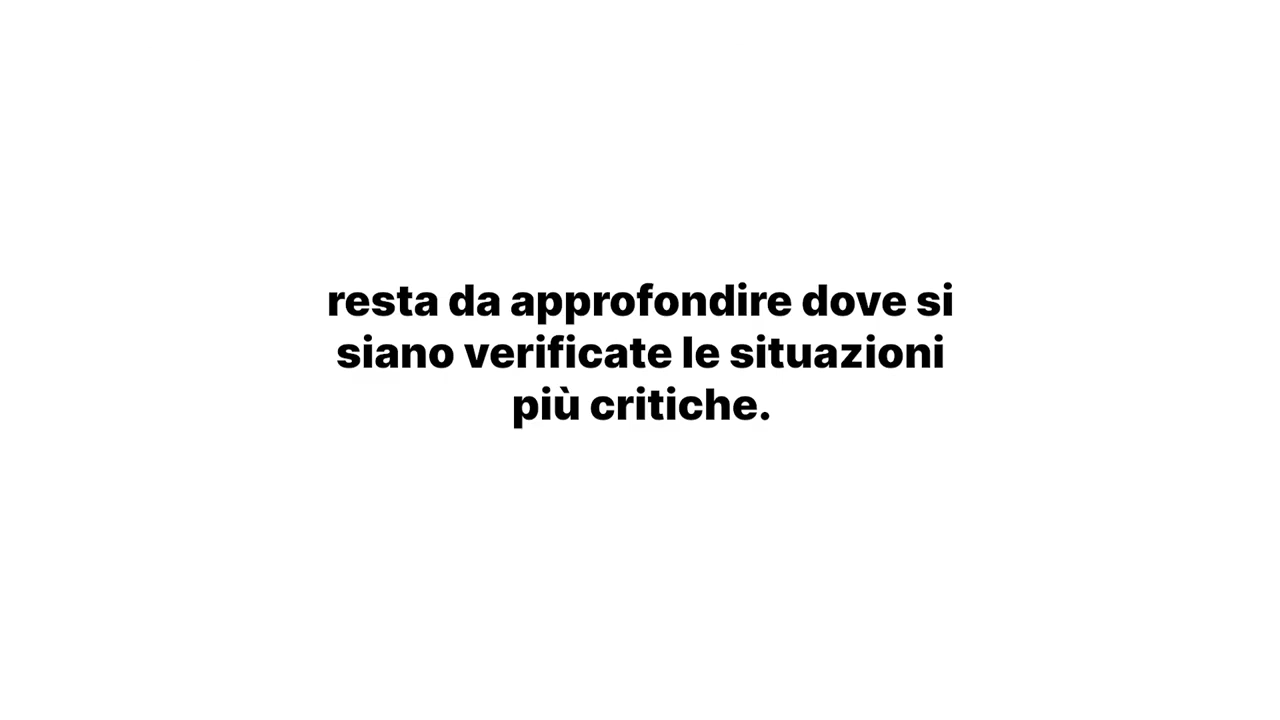 resta da approfondire dove si
siano verificate le situazioni
più critiche.